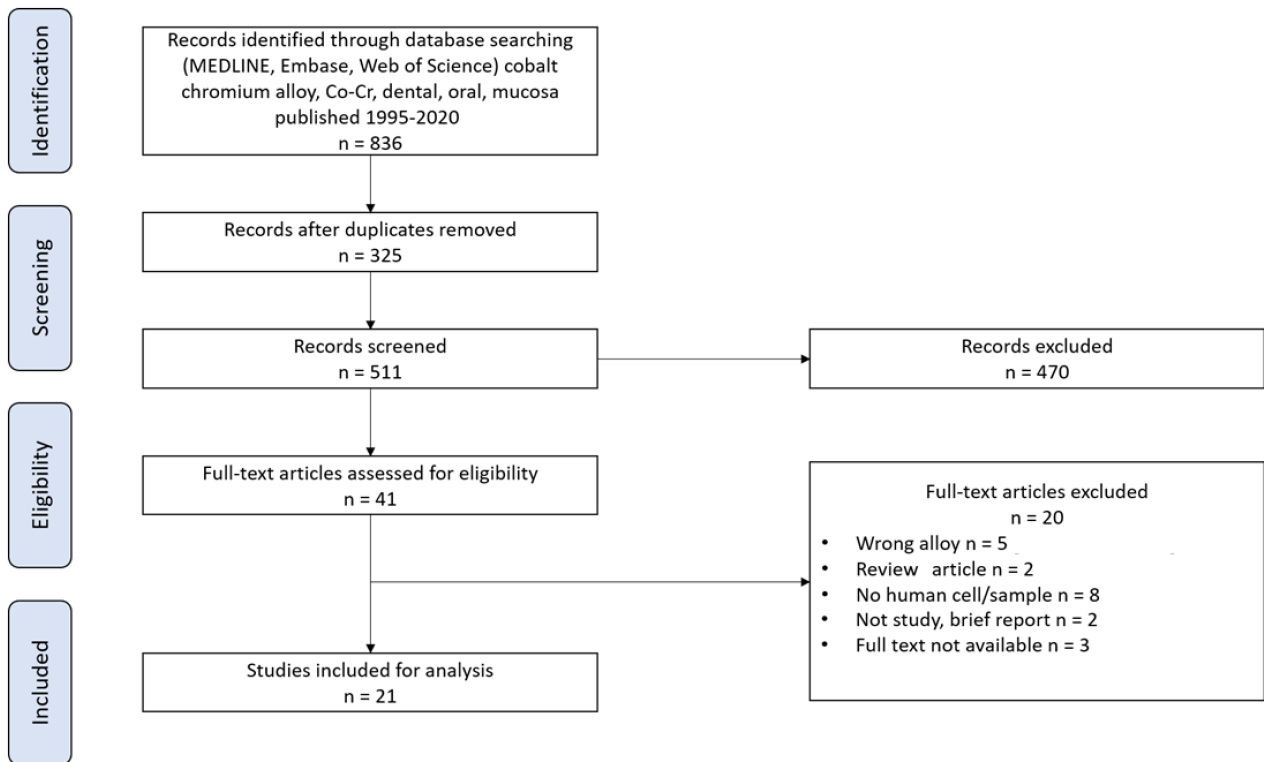 Identification
Records identified through database searching
(MEDLINE, Embase, Web of Science) cobalt
chromium alloy, Co-Cr, dental, oral, mucosa
published 1995-2020
n = 836
Screening
Records after duplicates removed
n = 325
Records screened
n = 511
Records excluded
n = 470
Eligibility
Full-text articles assessed for eligibility
n = 41
Full-text articles excluded
n = 20
• Wrong alloy n = 5
• Review article n = 2
• No human cell/sample n = 8
• Not study, brief report n = 2
• Full text not available n = 3
Included
Studies included for analysis
n = 21